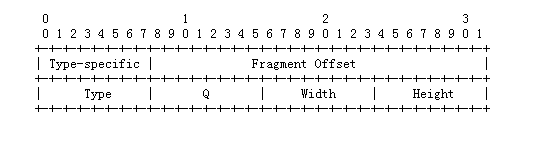 0 1 2 3
0 1 2 3 4 5 6 7 8 9 0 1 2 3 4 5 6 7 8 9 0 1 2 3 4 5 6 7 8 9 0 1
+-+-+-+-+-+-+-+-+-+-+-+-+-+-+-+-+-+-+-+-+-+-+-+-+-+-+-+-+-+-+-+-+
| Type-specific | Fragment Offset |
+-+-+-+-+-+-+-+-+-+-+-+-+-+-+-+-+-+-+-+-+-+-+-+-+-+-+-+-+-+-+-+-+
| Type | Q | Width | Height |
+-+-+-+-+-+-+-+-+-+-+-+-+-+-+-+-+-+-+-+-+-+-+-+-+-+-+-+-+-+-+-+-+